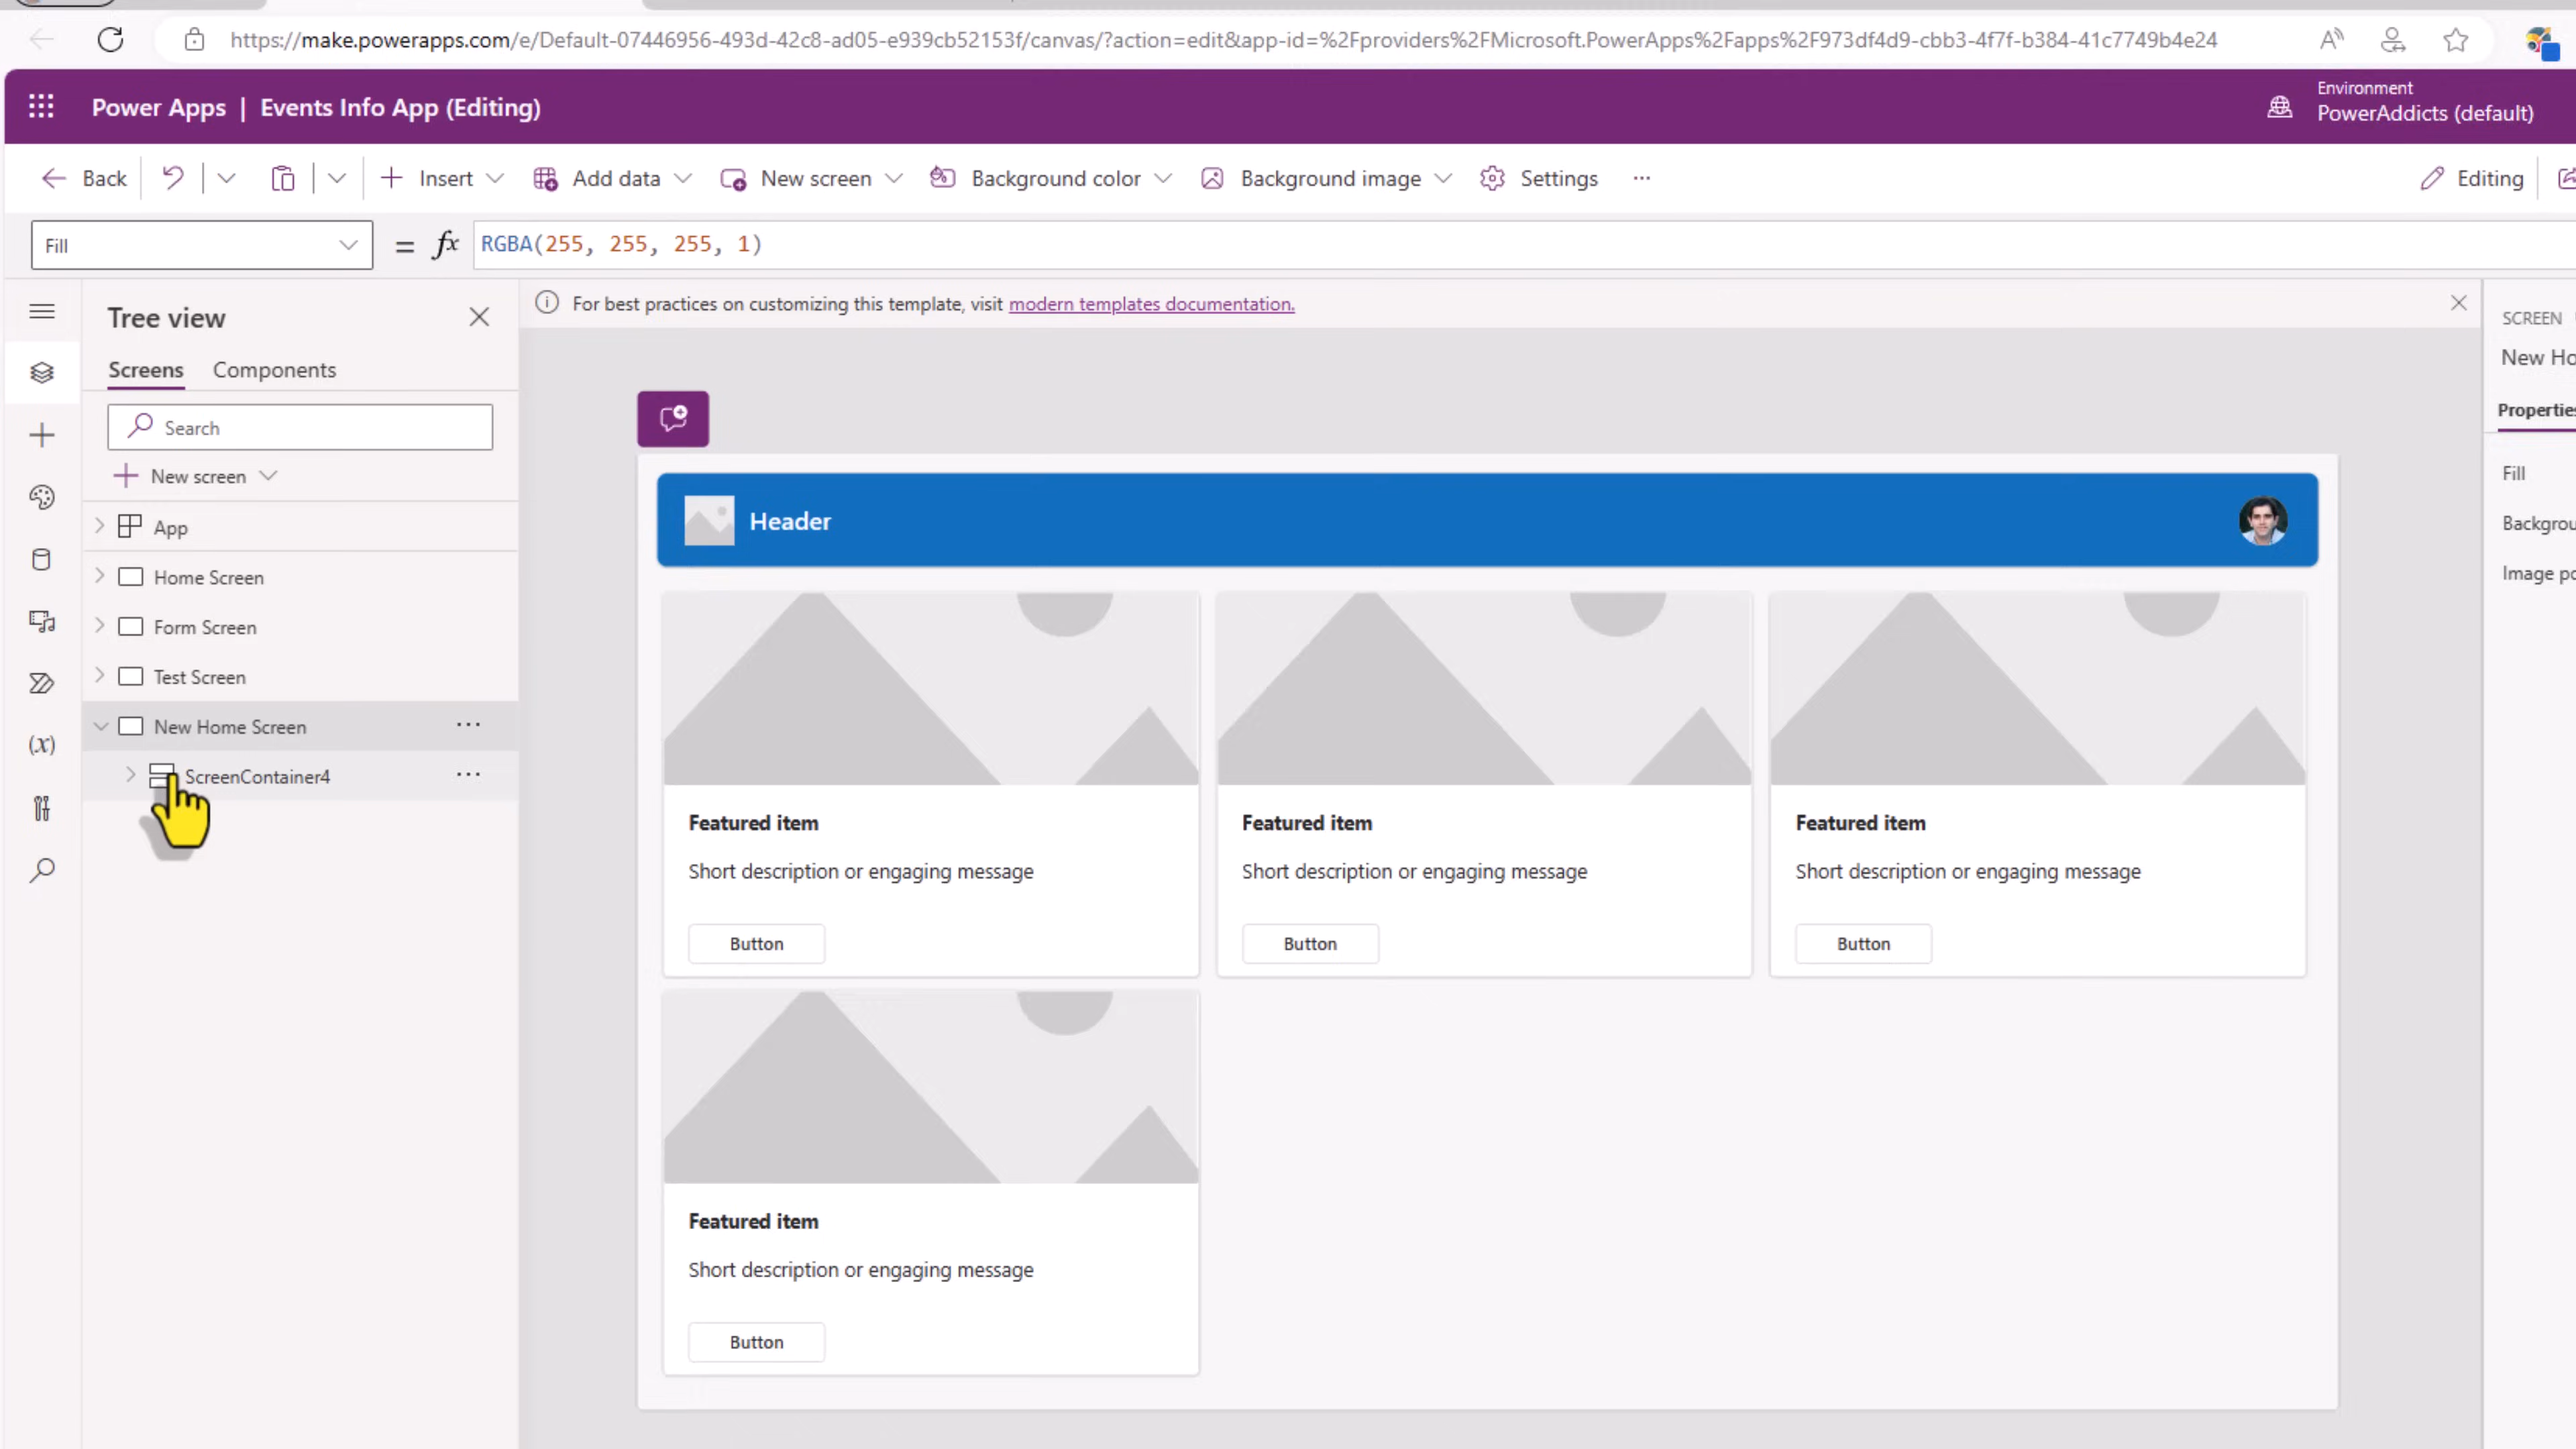 https://make.powerapps.com/e/Default-07446956-493d-42c8-ad05-e939cb52153f/canvas/?action=edit&app-id=%2Fproviders%2FMicrosoft.PowerApps%2Fapps%2F973df4d9-cbb3-4f7f-b384-41c7749b4e24
Power Apps | Events Info App (Editing)
Environment
PowerAddicts (default)
Back
Insert
Add data
New screen
Background color
Background image
Settings
Editing
Fill
= fx RGBA(255, 255, 255, 1)
Tree view
For best practices on customizing this template, visit modern templates documentation.
Screens Components
Search
New screen
App
Home Screen
Form Screen
Test Screen
New Home Screen
ScreenContainer4
(x)
Header
Featured item
Short description or engaging message
Button
Featured item
Short description or engaging message
Button
Featured item
Short description or engaging message
Button
Featured item
Short description or engaging message
Button
SCREEN
New Ho
Properties
Fill
Backgrou
Image po